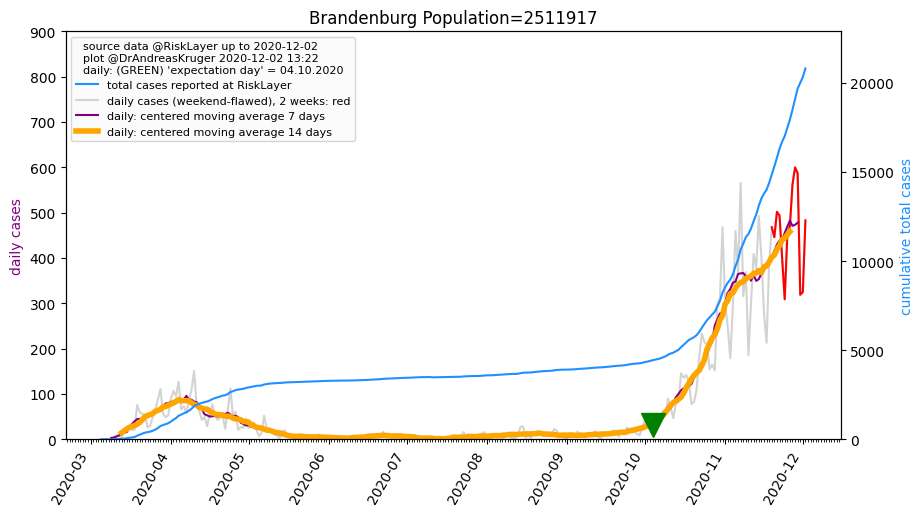 Brandenburg Population=2511917
source data @RiskLayer up to 2020-12-02
plot @DrAndreasKruger 2020-12-02 13:22
daily: (GREEN) 'expectation day' = 04.10.2020
total cases reported at RiskLayer
daily cases (weekend-flawed), 2 weeks: red
daily: centered moving average 7 days
daily: centered moving average 14 days
daily cases
900
800
700
600
500
400
300
200
100
0
cumulative total cases
20000
15000
10000
5000
0
2020-03
2020-04
2020-05
2020-06
2020-07
2020-08
2020-09
2020-10
2020-11
2020-12